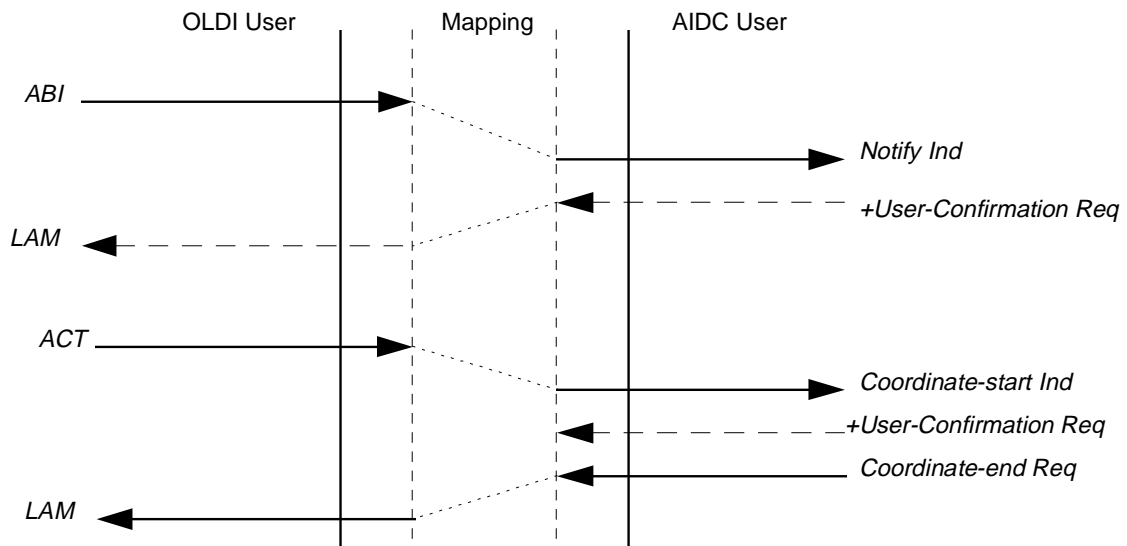 OLDI User
Mapping
AIDC User
ABI
Notify Ind
+User-Confirmation Req
LAM
ACT
Coordinate-start Ind
+User-Confirmation Req
Coordinate-end Req
LAM